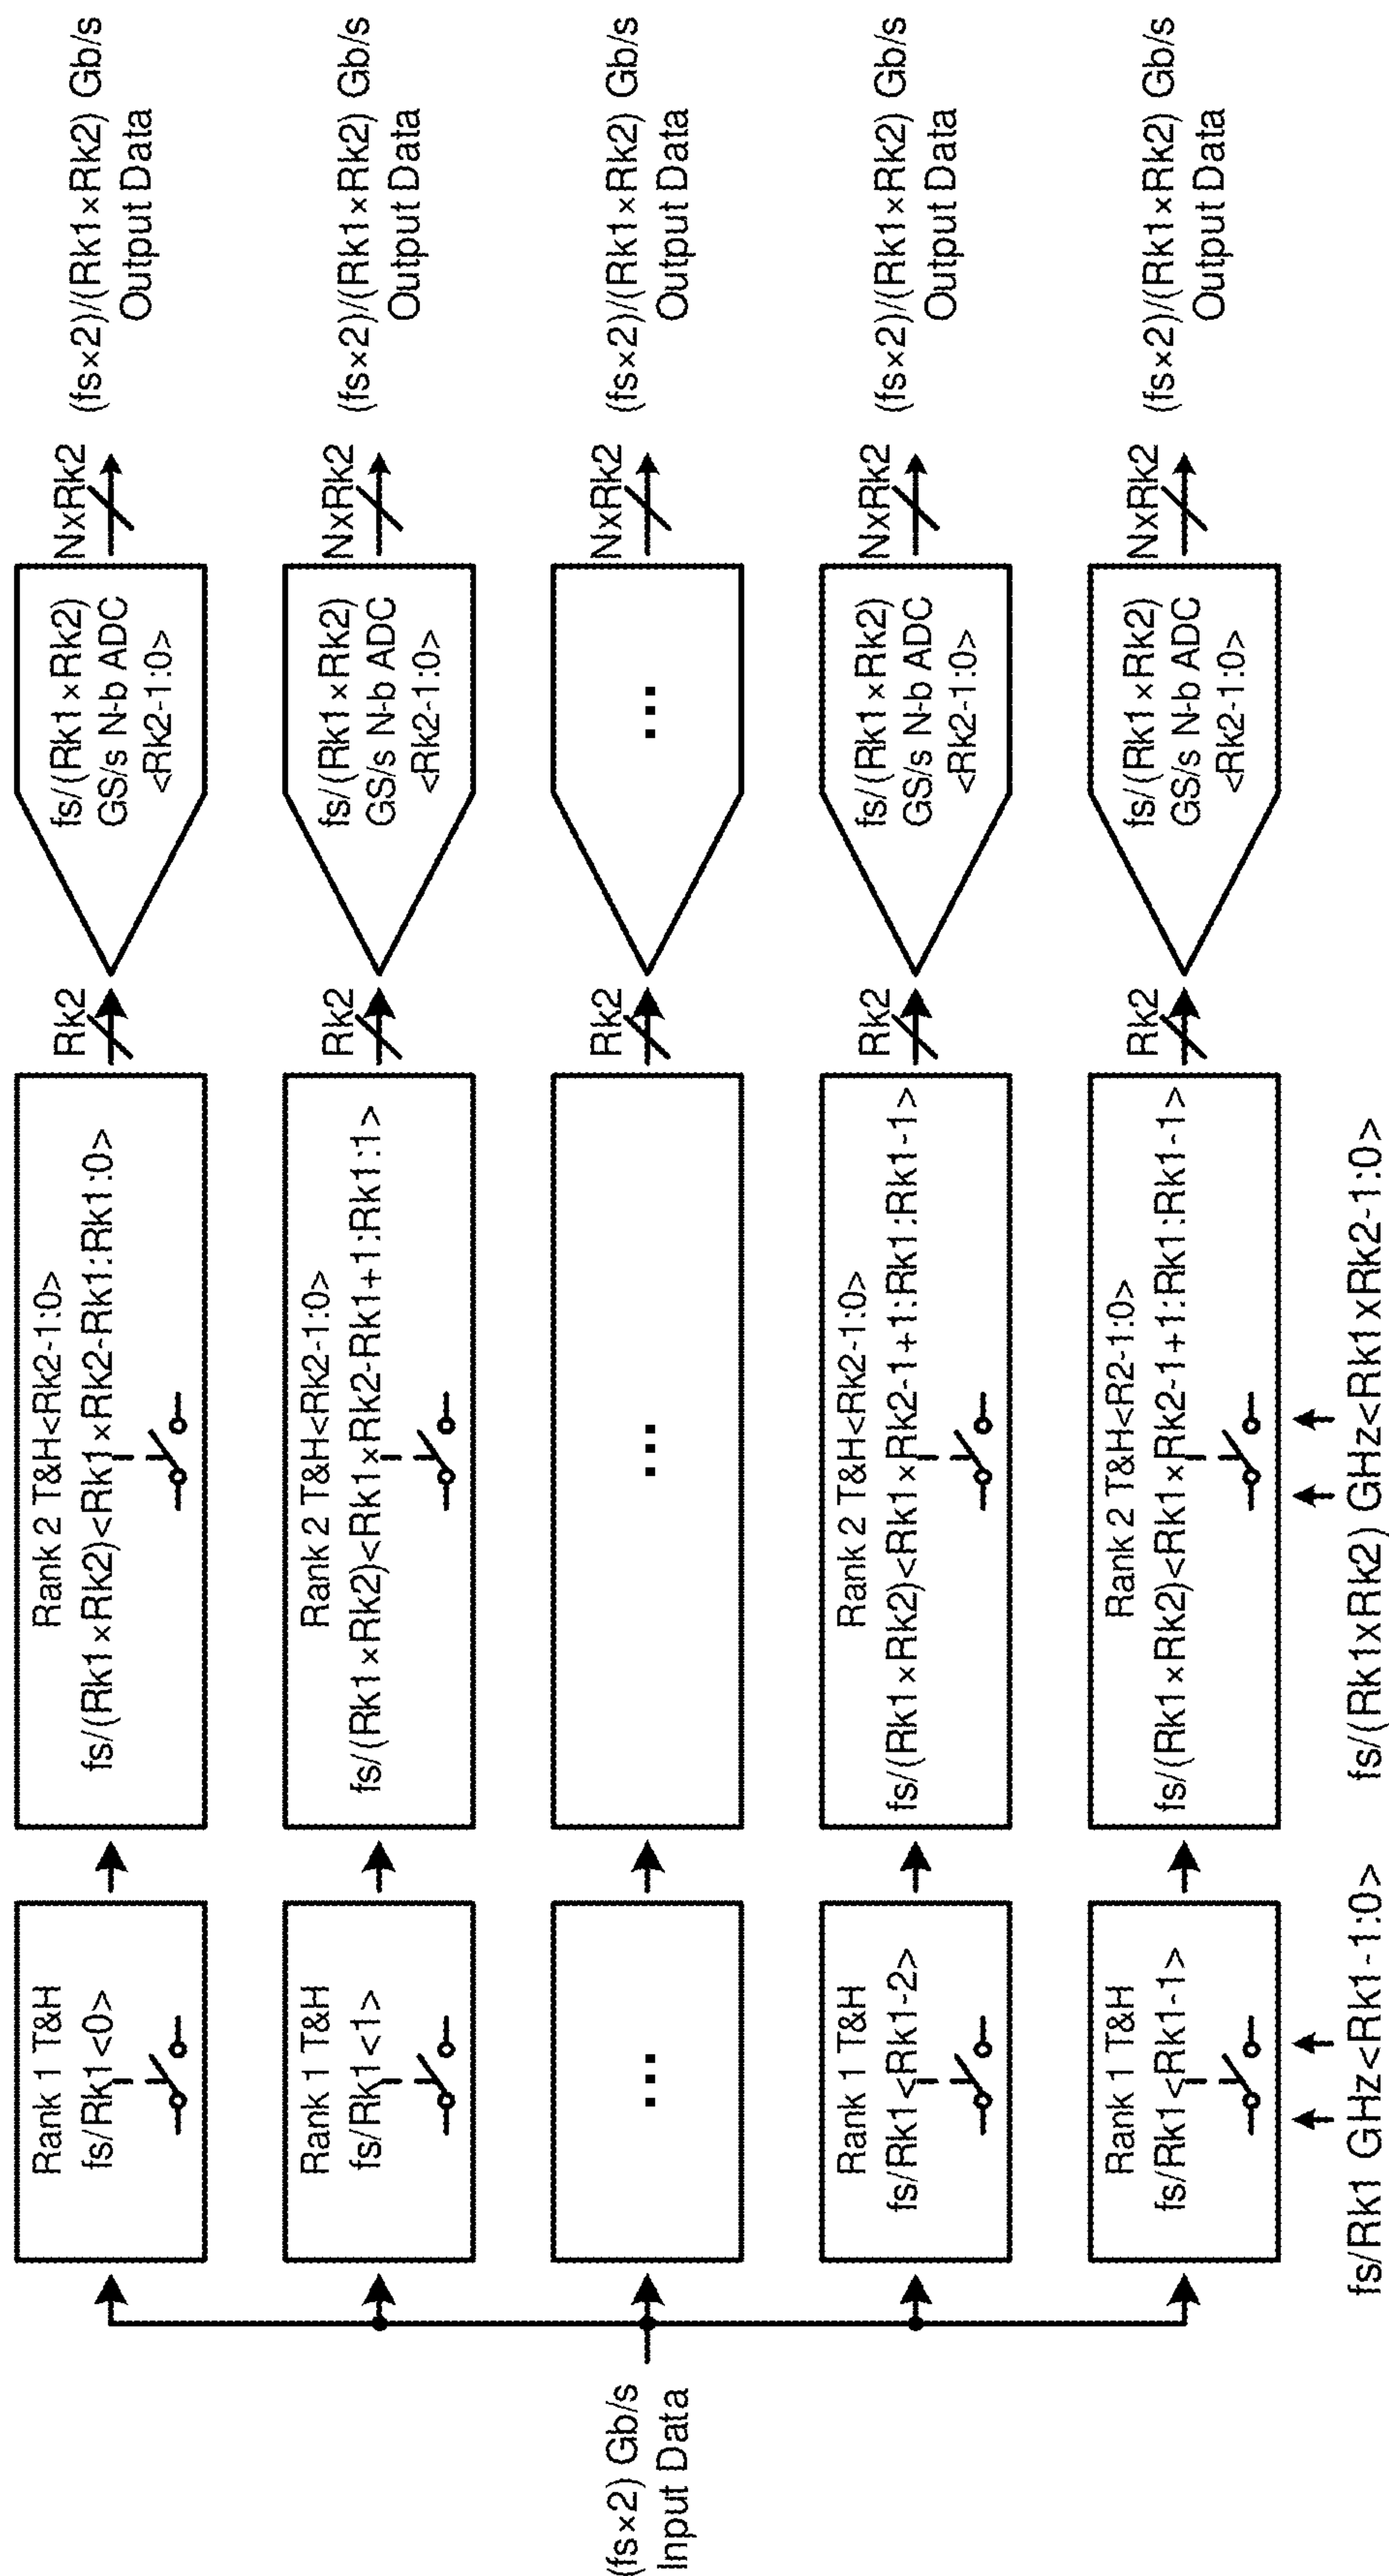 (fs×2) Gb/s
Input Data
Rank 1 T&H
fs/Rk1<0>
Rank 2 T&H<Rk2-1:0>
fs/(Rk1×Rk2)<Rk1×Rk2-Rk1:Rk1:0>
Rk2
fs/(Rk1×Rk2)
GS/s N-b ADC
<Rk2-1:0>
NxRk2
(fs×2)/(Rk1×Rk2) Gb/s
Output Data
Rank 1 T&H
fs/Rk1<1>
Rank 2 T&H<Rk2-1:0>
fs/(Rk1×Rk2)<Rk1×Rk2-Rk1+1:Rk1:1>
Rk2
fs/(Rk1×Rk2)
GS/s N-b ADC
<Rk2-1:0>
NxRk2
(fs×2)/(Rk1×Rk2) Gb/s
Output Data
...
...
Rk2
...
NxRk2
(fs×2)/(Rk1×Rk2) Gb/s
Output Data
Rank 1 T&H
fs/Rk1<Rk1-2>
Rank 2 T&H<Rk2-1:0>
fs/(Rk1×Rk2)<Rk1×Rk2-1+1:Rk1:Rk1-1>
Rk2
fs/(Rk1×Rk2)
GS/s N-b ADC
<Rk2-1:0>
NxRk2
(fs×2)/(Rk1×Rk2) Gb/s
Output Data
Rank 1 T&H
fs/Rk1<Rk1-1>
Rank 2 T&H<R2-1:0>
fs/(Rk1×Rk2)<Rk1×Rk2-1+1:Rk1:Rk1-1>
Rk2
fs/(Rk1×Rk2)
GS/s N-b ADC
<Rk2-1:0>
NxRk2
(fs×2)/(Rk1×Rk2) Gb/s
Output Data
fs/Rk1 GHz<Rk1-1:0>
fs/(Rk1xRk2) GHz<Rk1xRk2-1:0>